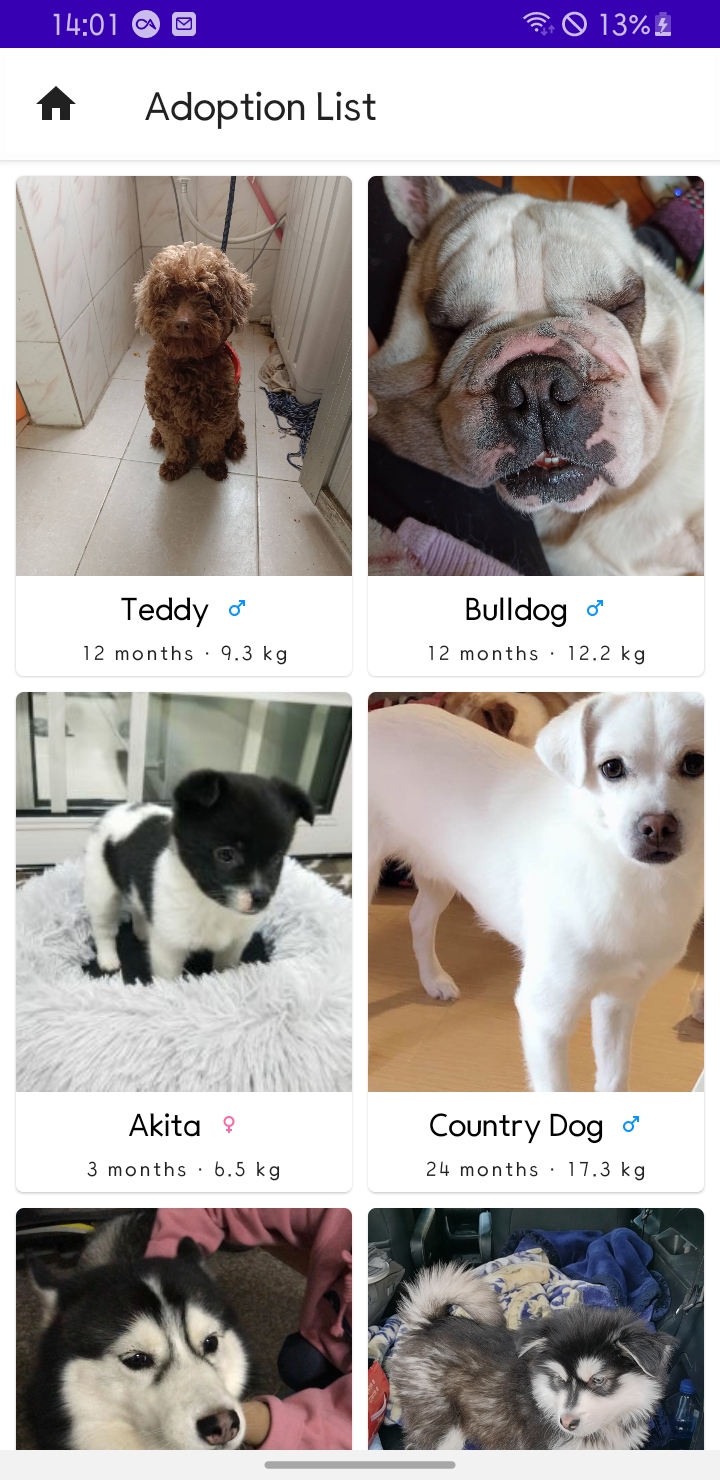 14:01
13%
Adoption List
Teddy ♂
12 months · 9.3 kg
Bulldog ♂
12 months · 12.2 kg
Akita ♀
3 months · 6.5 kg
Country Dog ♂
24 months · 17.3 kg